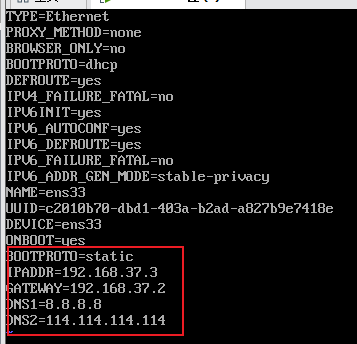 TYPE=Ethernet
PROXY_METHOD=none
BROWSER_ONLY=no
BOOTPROTO=dhcp
DEFROUTE=yes
IPV4_FAILURE_FATAL=no
IPV6INIT=yes
IPV6_AUTOCONF=yes
IPV6_DEFROUTE=yes
IPV6_FAILURE_FATAL=no
IPV6_ADDR_GEN_MODE=stable-privacy
NAME=ens33
UUID=c2010b70-dbd1-403a-b2ad-a827b9e7418e
DEVICE=ens33
ONBOOT=yes
BOOTPROTO=static
IPADDR=192.168.37.3
GATEWAY=192.168.37.2
DNS1=8.8.8.8
DNS2=114.114.114.114
~